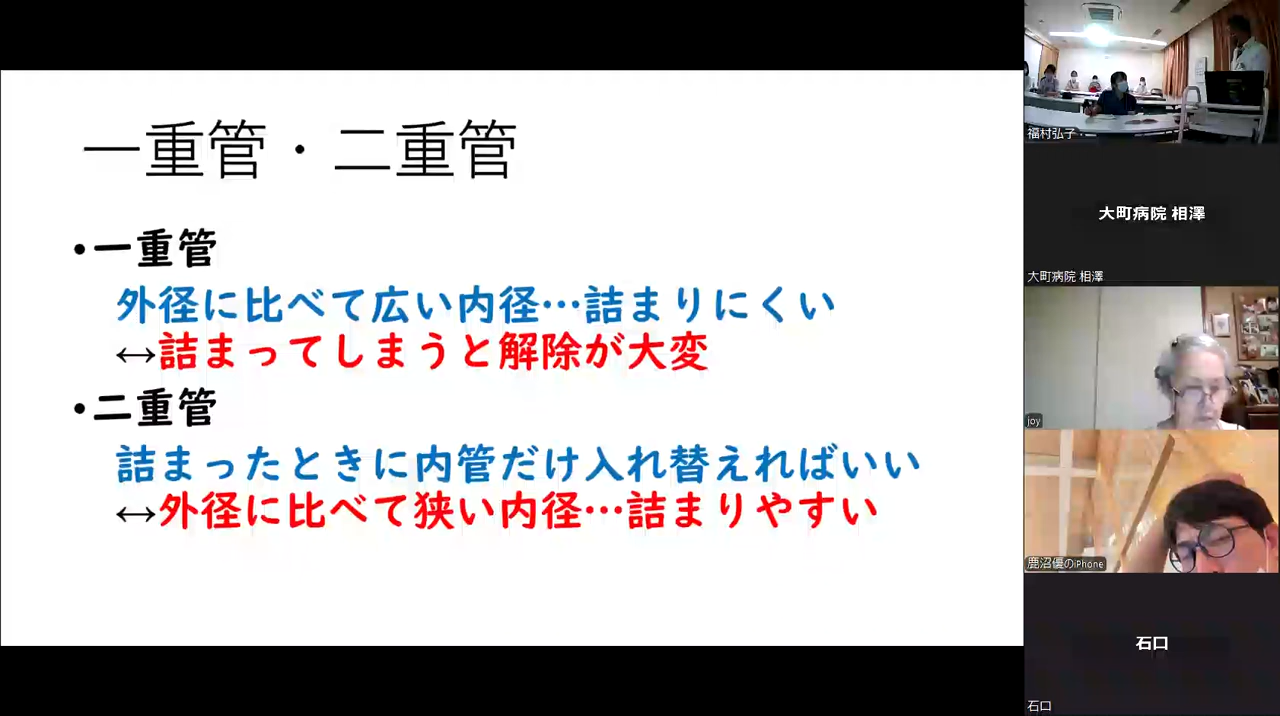 一重管・二重管
•一重管
外径に比べて広い内径…詰まりにくい
↔詰まってしまうと解除が大変
•二重管
詰まったときに内管だけ入れ替えればいい
↔外径に比べて狭い内径…詰まりやすい
福村弘子
大町病院 相澤
大町病院 相澤
joy
鹿沼優のiPhone
石口
石口